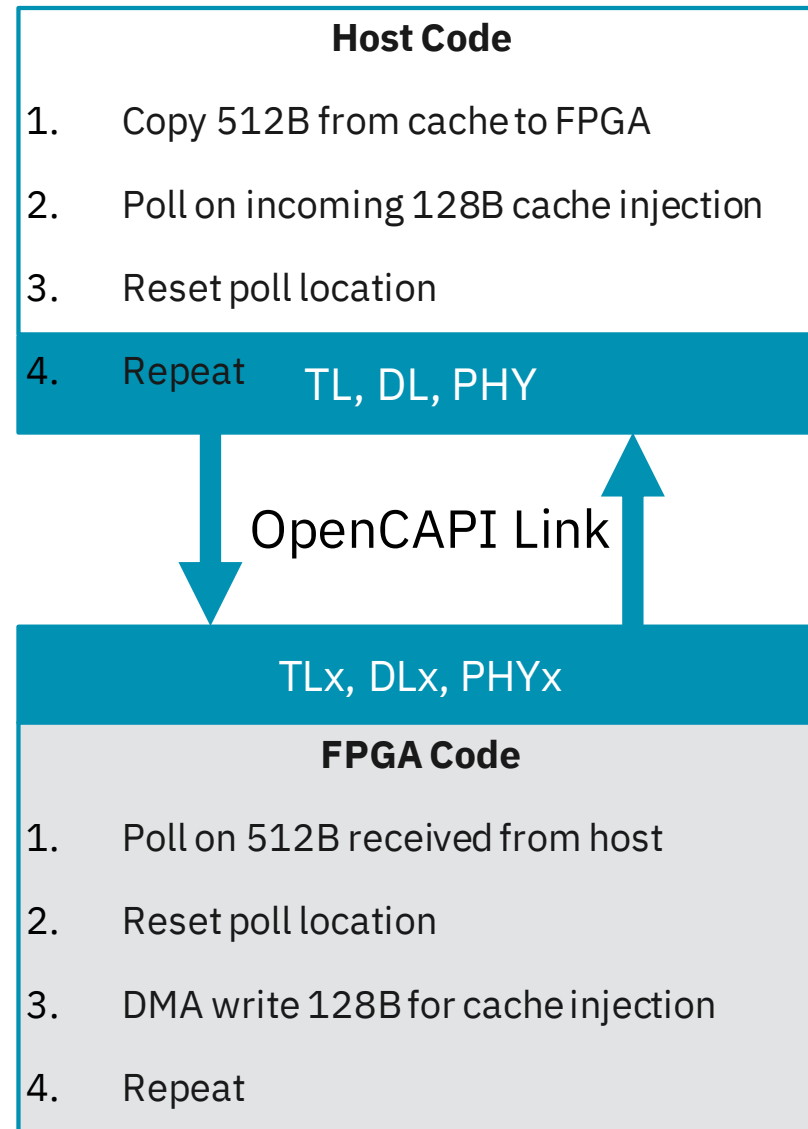 Host Code
1. Copy 512B from cache to FPGA
2. Poll on incoming 128B cache injection
3. Reset poll location
4. Repeat
TL, DL, PHY
OpenCAPI Link
TLx, DLx, PHYx
FPGA Code
1. Poll on 512B received from host
2. Reset poll location
3. DMA write 128B for cache injection
4. Repeat